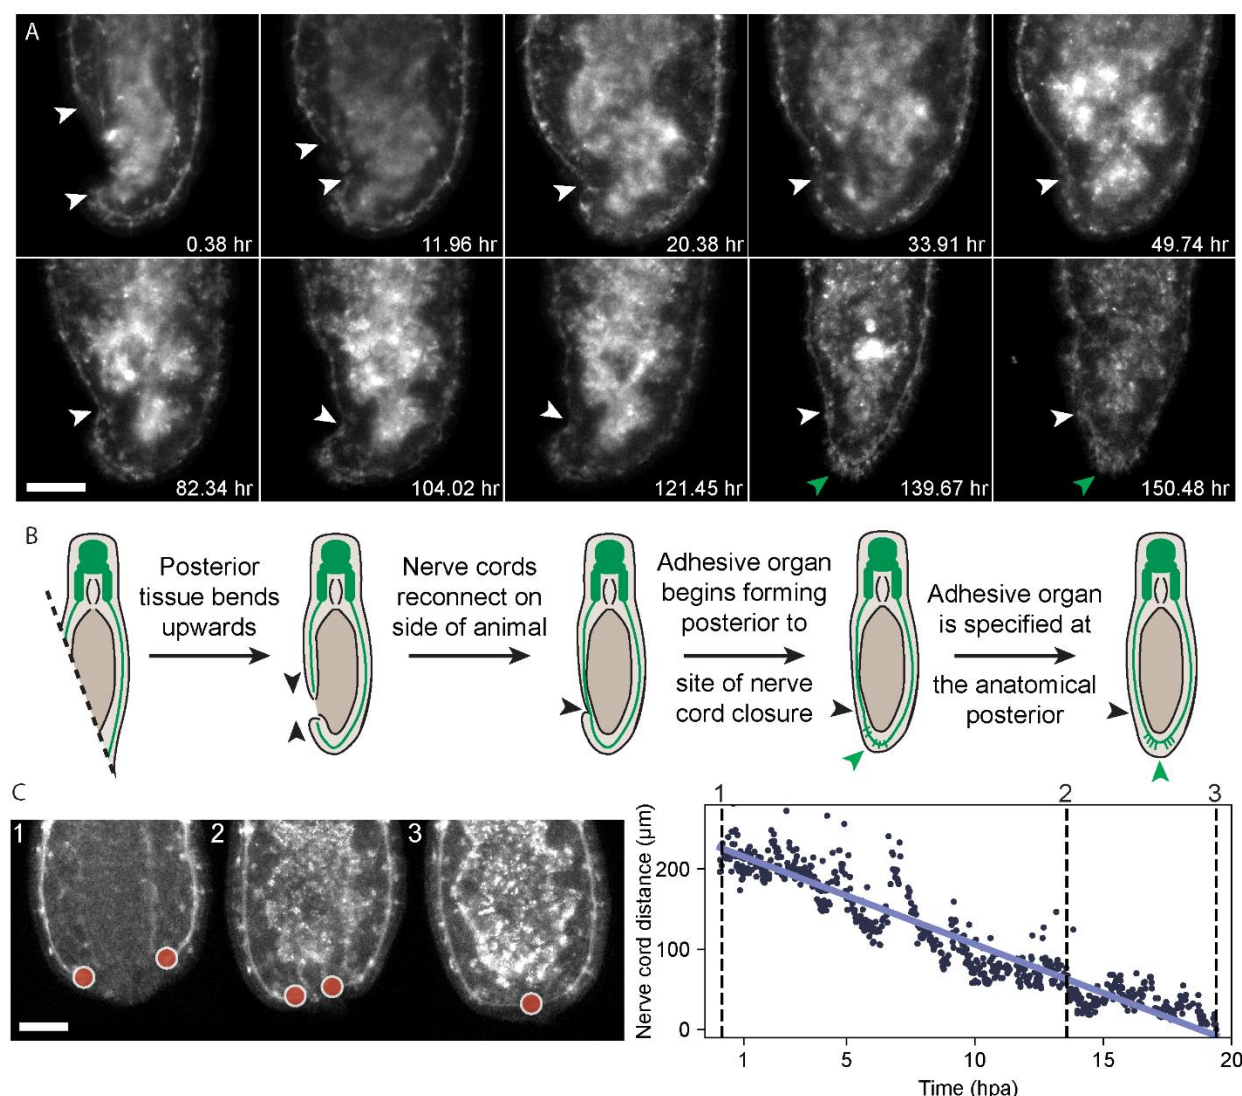 A
0.38 hr
11.96 hr
20.38 hr
33.91 hr
49.74 hr
82.34 hr
104.02 hr
121.45 hr
139.67 hr
150.48 hr
B
Posterior
tissue bends
upwards
Nerve cords
reconnect on
side of animal
Adhesive organ
begins forming
posterior to
site of nerve
cord closure
Adhesive organ
is specified at
the anatomical
posterior
C
1
2
3
1
2
3
Nerve cord distance (µm)
200
100
0
1
5
10
15
20
Time (hpa)